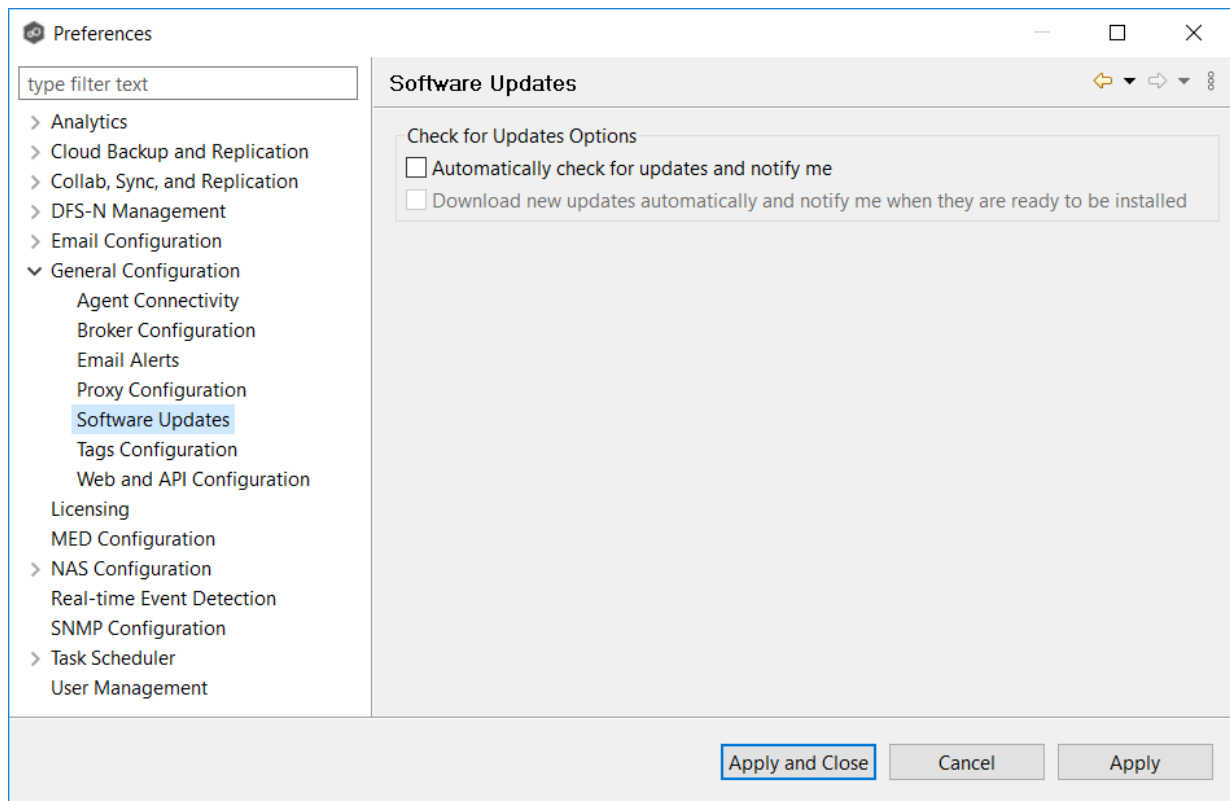 Preferences
type filter text
Analytics
Cloud Backup and Replication
Collab, Sync, and Replication
DFS-N Management
Email Configuration
General Configuration
Agent Connectivity
Broker Configuration
Email Alerts
Proxy Configuration
Software Updates
Tags Configuration
Web and API Configuration
Licensing
MED Configuration
NAS Configuration
Real-time Event Detection
SNMP Configuration
Task Scheduler
User Management
Software Updates
Check for Updates Options
Automatically check for updates and notify me
Download new updates automatically and notify me when they are ready to be installed
Apply and Close
Cancel
Apply